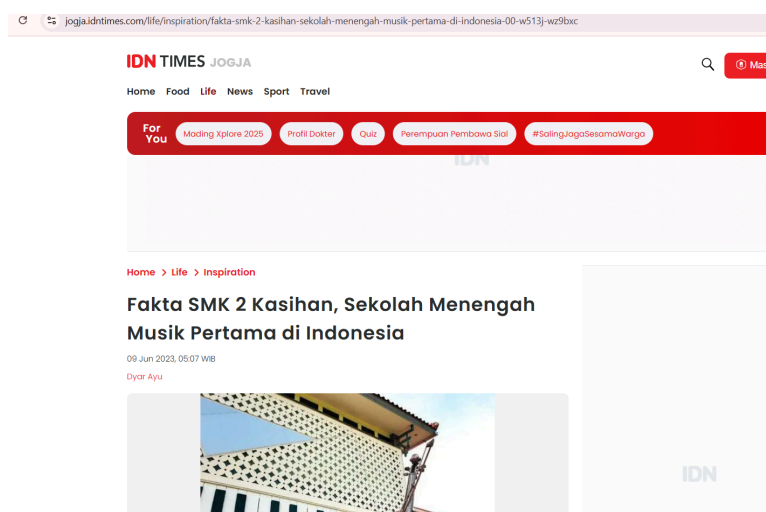 jogja.idntimes.com/life/inspiration/fakta-smk-2-kasihan-sekolah-menengah-musik-pertama-di-indonesia-00-w513j-wz9bxc
IDN TIMES JOGJA
Home Food Life News Sport Travel
For You
Mading Xplore 2025 Profil Dokter Quiz Perempuan Pembawa Sial #SalingJagaSesamaWarga
IDN
Home > Life > Inspiration
Fakta SMK 2 Kasihan, Sekolah Menengah
Musik Pertama di Indonesia
09 Jun 2023, 05:07 WIB
Dyar Ayu
IDN